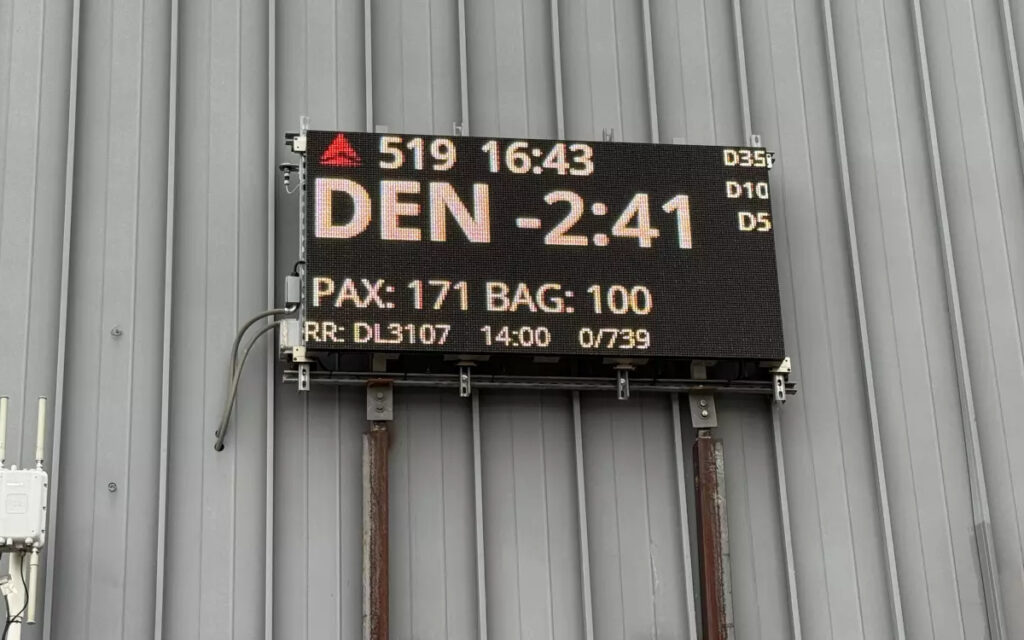 519 16:43
DEN -2:41
D35
D10
D5
PAX: 171 BAG: 100
RR: DL3107 14:00 0/739